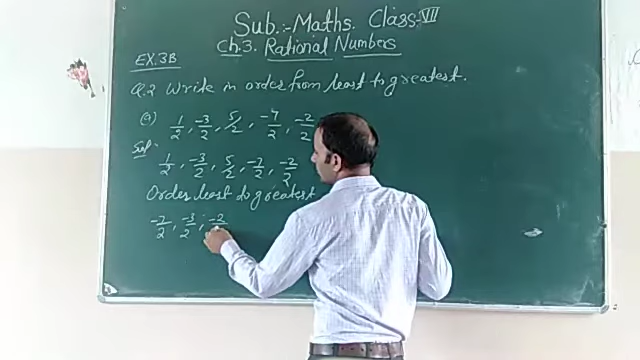 Sub.:- Maths. Class-VII
Ch.3. Rational Numbers
EX.3B
Q.2 Write in order from least to greatest.
(a) 1/2, -3/2, 5/2, -7/2, -2/2
Sol:
1/2, -3/2, 5/2, -7/2, -2/2
Order least to greatest
-7/2, -3/2, -2/